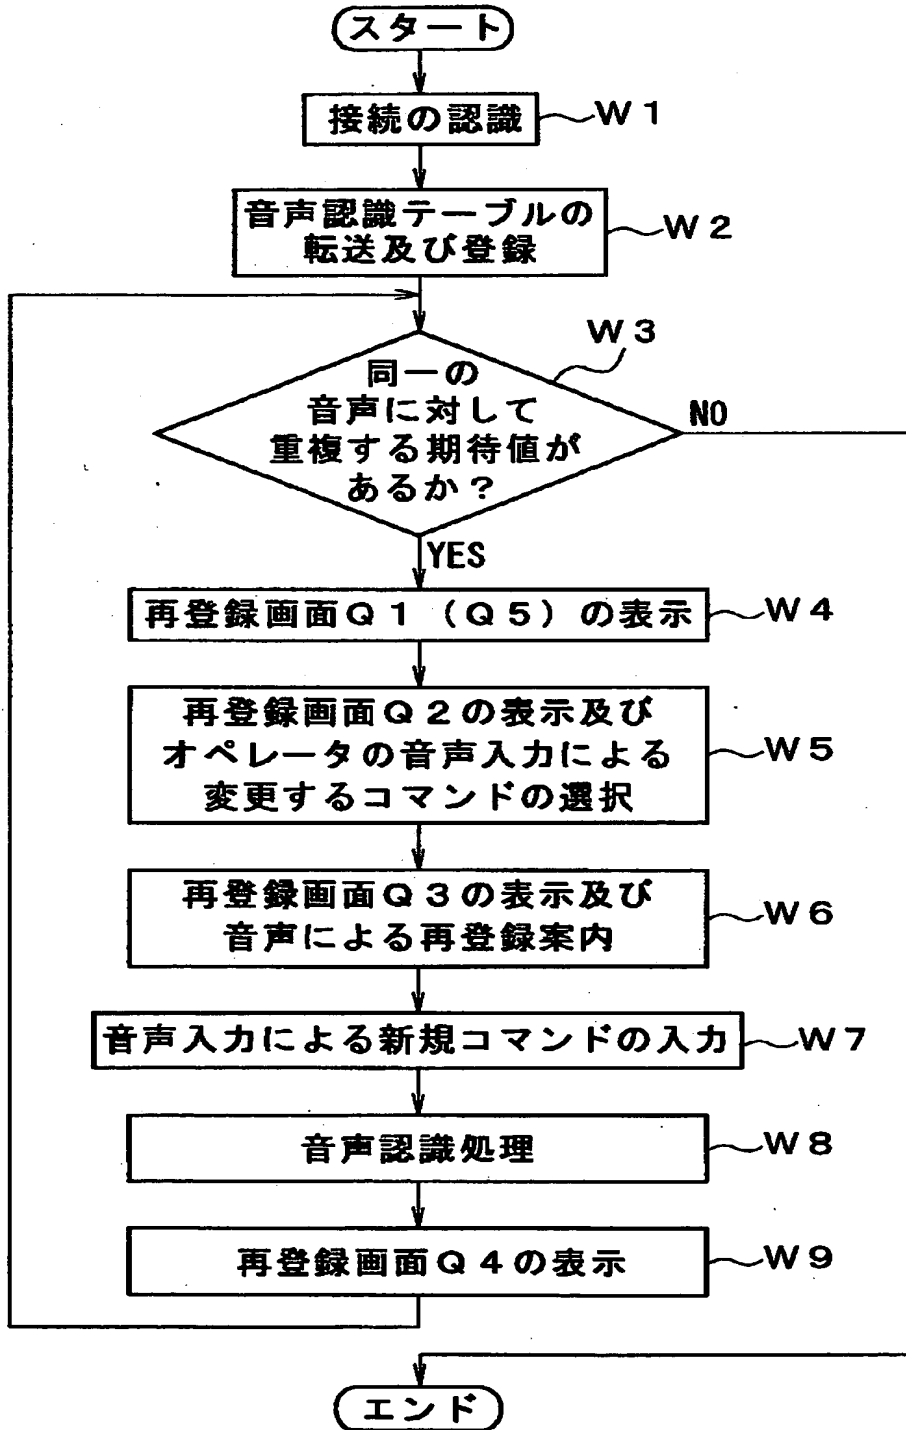 スタート
接続の認識
W1
音声認識テーブルの
転送及び登録
W2
W3
同一の
音声に対して
重複する期待値が
あるか？
NO
YES
再登録画面Q1（Q5）の表示
W4
再登録画面Q2の表示及び
オペレータの音声入力による
変更するコマンドの選択
W5
再登録画面Q3の表示及び
音声による再登録案内
W6
音声入力による新規コマンドの入力
W7
音声認識処理
W8
再登録画面Q4の表示
W9
エンド